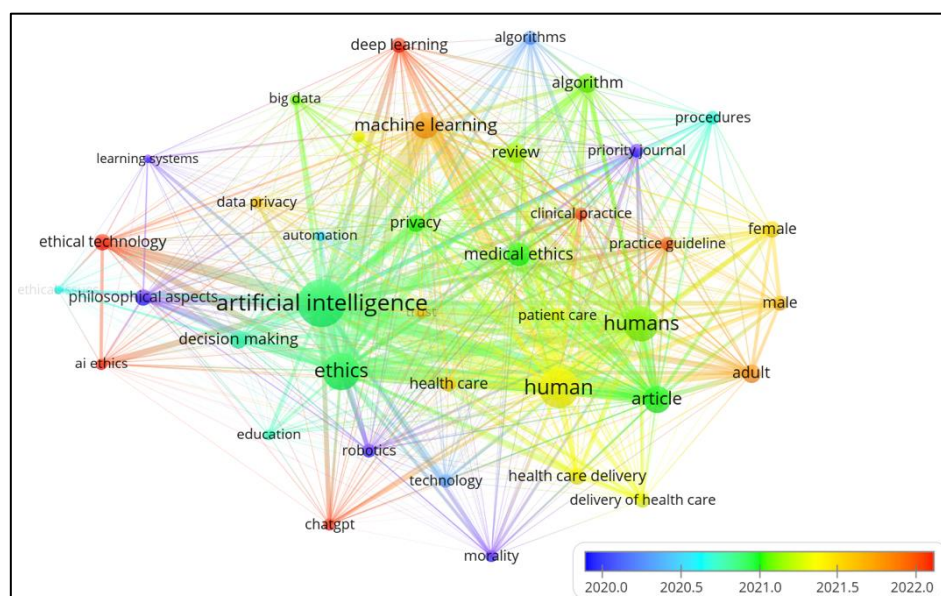 deep learning
algorithms
algorithm
big data
machine learning
procedures
review
priority journal
learning systems
data privacy
clinical practice
privacy
female
automation
ethical technology
medical ethics
practice guideline
ethical
philosophical aspects
artificial intelligence
trust
male
patient care
humans
decision making
ai ethics
ethics
health care
human
adult
article
education
robotics
technology
health care delivery
delivery of health care
chatgpt
morality
2020.0 2020.5 2021.0 2021.5 2022.0